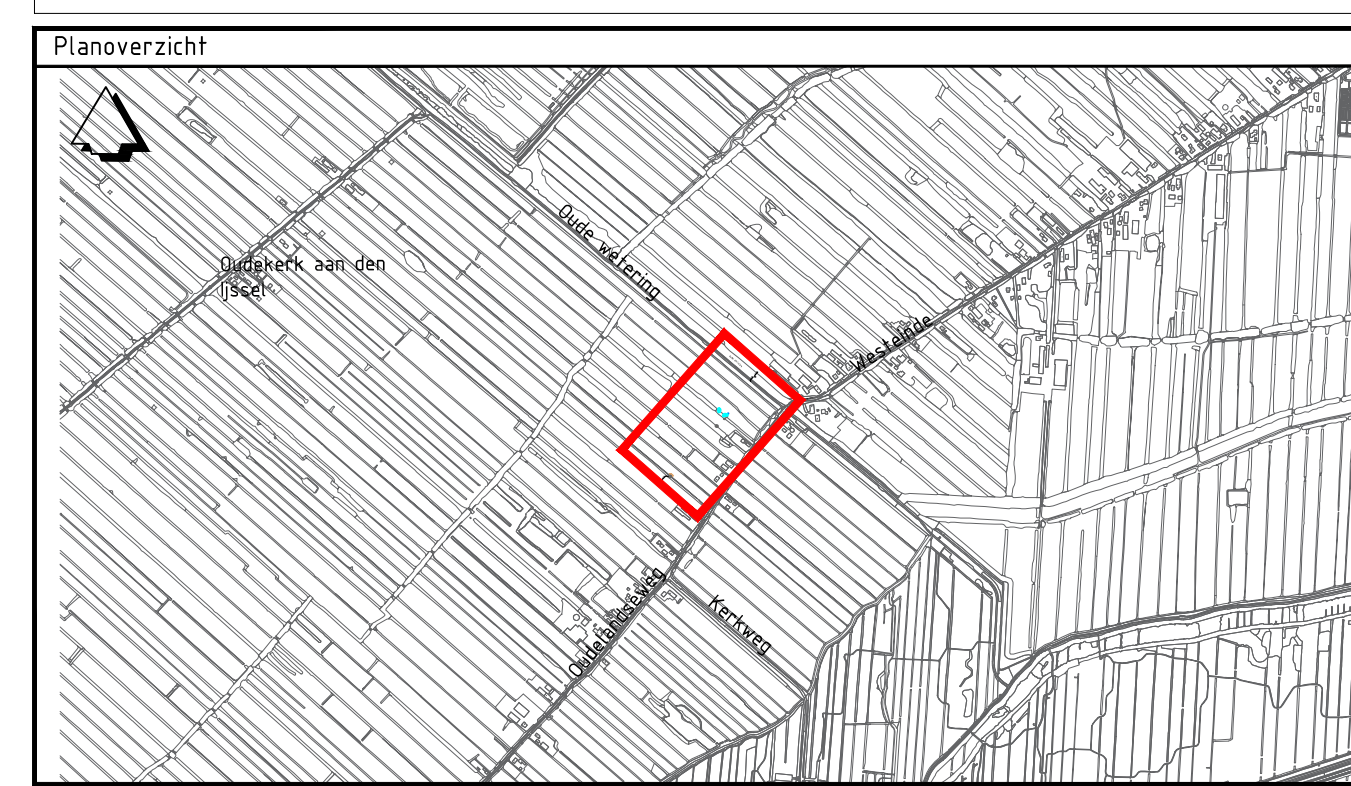 Planoverzicht
Oude wetering
Oudekerk aan den
Ijssel
Westeinde
Oudelandseweg
Kerkweg